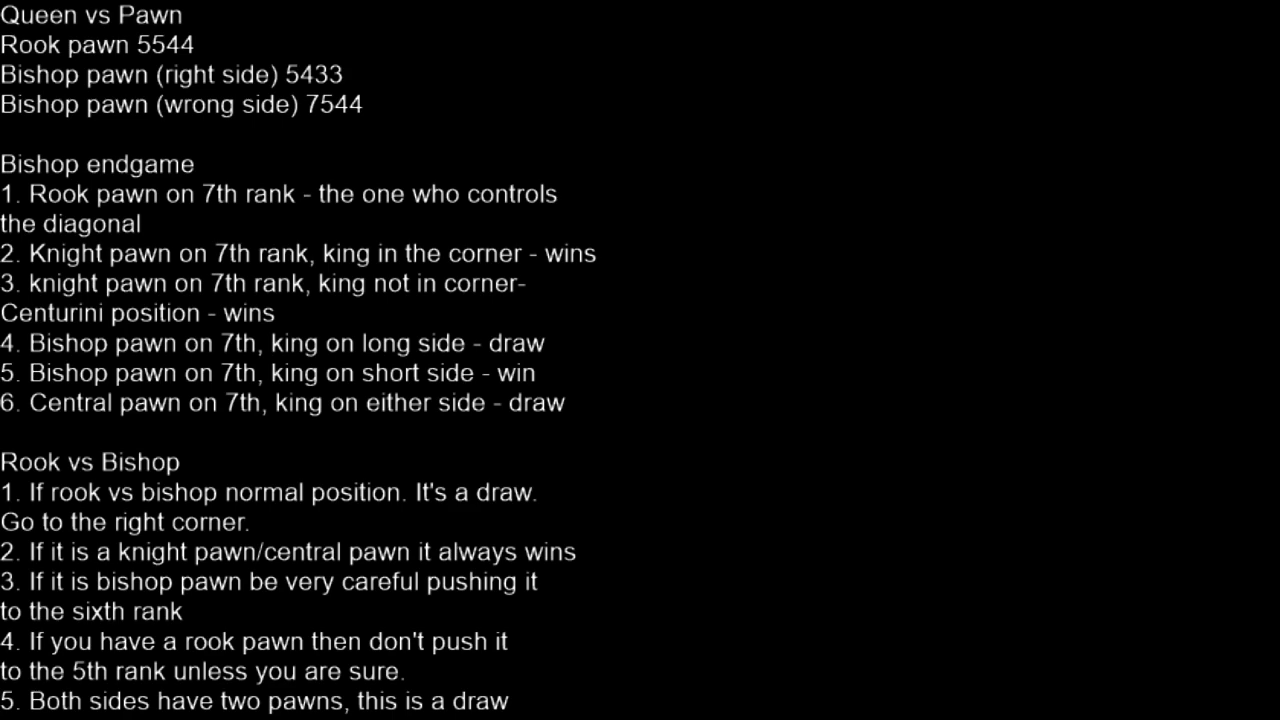 Queen vs Pawn
Rook pawn 5544
Bishop pawn (right side) 5433
Bishop pawn (wrong side) 7544
Bishop endgame
1. Rook pawn on 7th rank - the one who controls
the diagonal
2. Knight pawn on 7th rank, king in the corner - wins
3. knight pawn on 7th rank, king not in corner-
Centurini position - wins
4. Bishop pawn on 7th, king on long side - draw
5. Bishop pawn on 7th, king on short side - win
6. Central pawn on 7th, king on either side - draw
Rook vs Bishop
1. If rook vs bishop normal position. It's a draw.
Go to the right corner.
2. If it is a knight pawn/central pawn it always wins
3. If it is bishop pawn be very careful pushing it
to the sixth rank
4. If you have a rook pawn then don't push it
to the 5th rank unless you are sure.
5. Both sides have two pawns, this is a draw